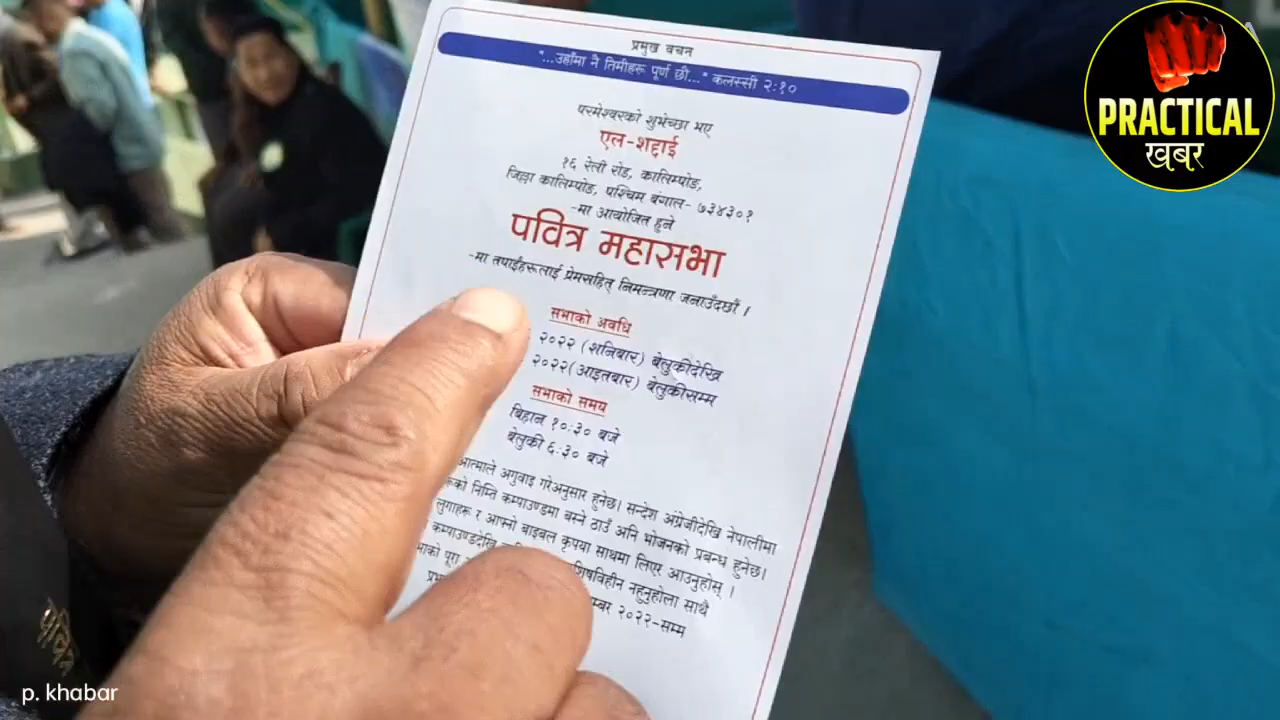 प्रमुख वचन
"...उहाँमा नै तिमीहरू पूर्ण छौ..." कलस्सी २:१०
परमेश्वरको शुभेच्छा भए
एल-शद्दाई
१६ रेली रोड, कालिम्पोङ,
जिल्ला कालिम्पोङ, पश्चिम बंगाल- ७३४३०१
-मा आयोजित हुने
पवित्र महासभा
-मा तपाईंहरूलाई प्रेमसहित् निमन्त्रणा जनाउँदछौं ।
सभाको अवधि
२०२२ (शनिबार) बेलुकीदेखि
२०२२(आइतबार) बेलुकीसम्म
सभाको समय
बिहान १०:३० बजे
बेलुकी ६:३० बजे
आत्माले अगुवाइ गरेअनुसार हुनेछ। सन्देश अंग्रेजीदेखि नेपालीमा
निम्ति कम्पाउण्डमा बस्ने ठाउँ अनि भोजनको प्रबन्ध हुनेछ।
लुगाहरू र आफ्नो बाइबल कृपया साथमा लिएर आउनुहोस् ।
कम्पाउण्डदेखि नहुनुहोला साथै
पूरा
२०२२-सम्म
PRACTICAL
खबर
p. khabar